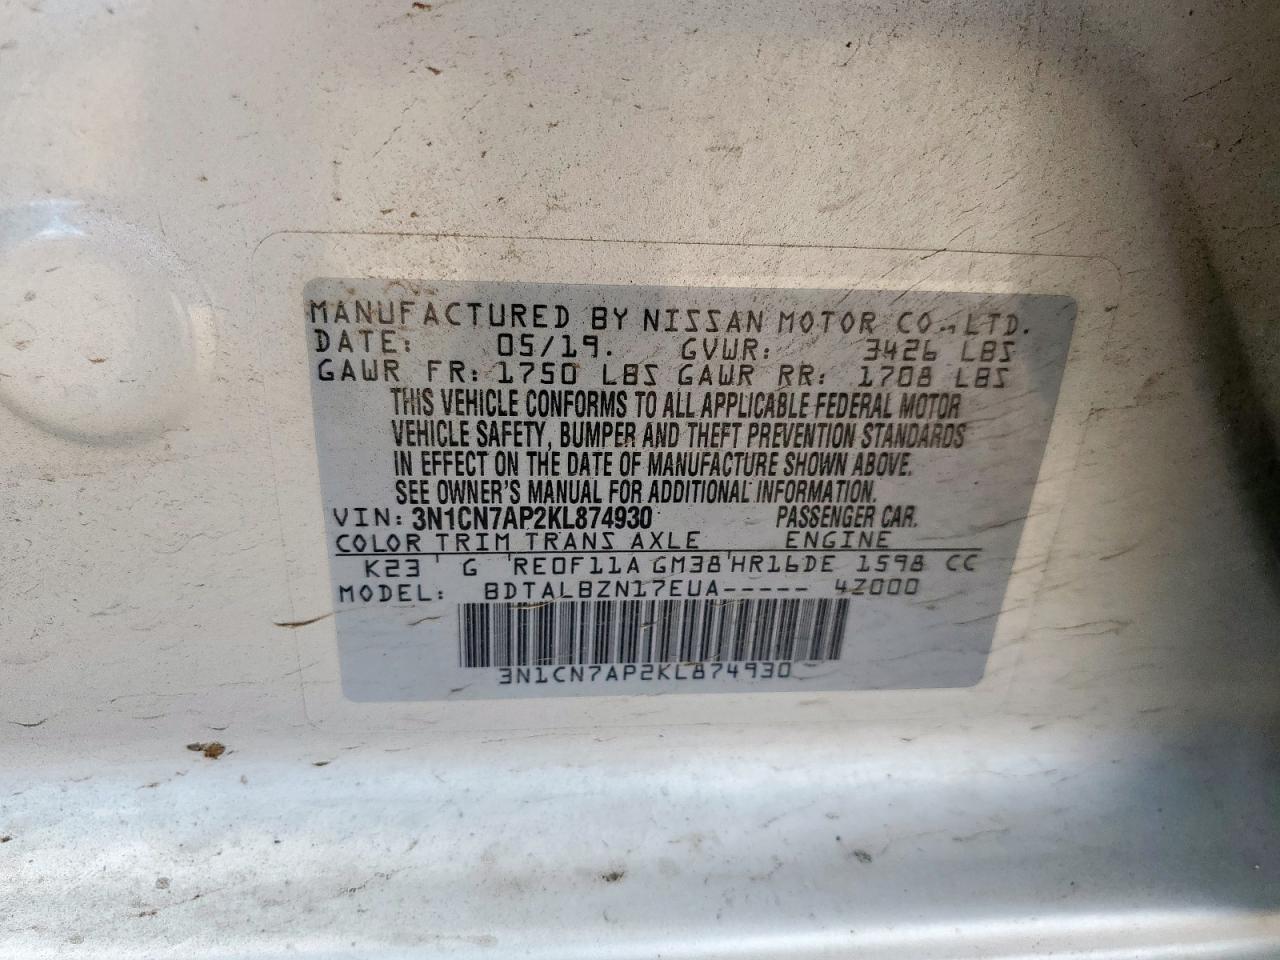 MANUFACTURED BY NISSAN MOTOR CO., LTD.
DATE: 05/19. GVWR: 3426 LBS
GAWR FR: 1750 LBS GAWR RR: 1708 LBS
THIS VEHICLE CONFORMS TO ALL APPLICABLE FEDERAL MOTOR
VEHICLE SAFETY, BUMPER AND THEFT PREVENTION STANDARDS
IN EFFECT ON THE DATE OF MANUFACTURE SHOWN ABOVE.
SEE OWNER'S MANUAL FOR ADDITIONAL INFORMATION.
VIN: 3N1CN7AP2KL874930 PASSENGER CAR.
COLOR TRIM TRANS AXLE ENGINE
K23 ' G 'RE0F11A GM38'HR16DE 1598 CC
MODEL: BDTALBZN17EUA----- 4Z000
3N1CN7AP2KL874930